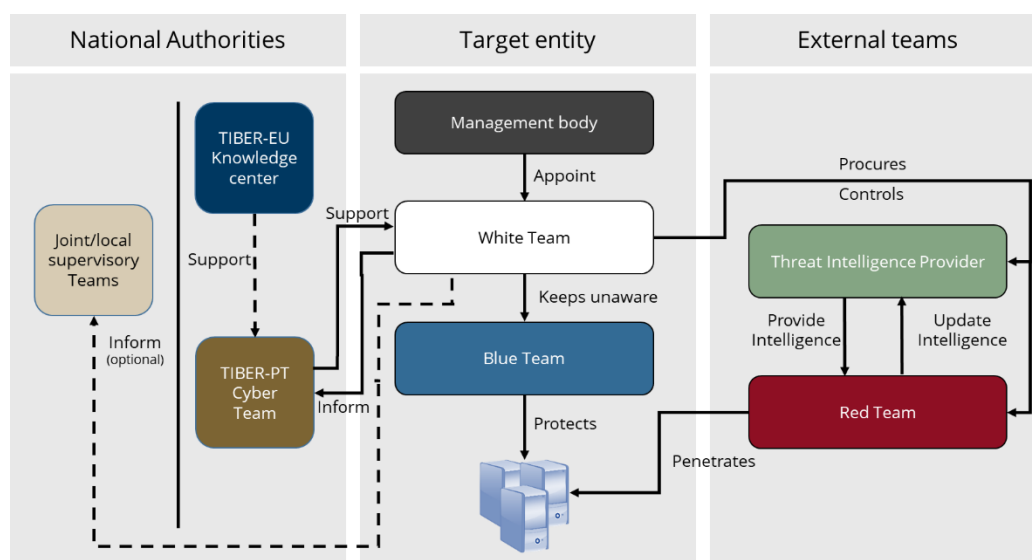 National Authorities
Target entity
External teams
TIBER-EU
Knowledge
center
Management body
Appoint
Procures
Controls
Support
White Team
Joint/local
supervisory
Teams
Support
Threat Intelligence Provider
Keeps unaware
Provide
Intelligence
Update
Intelligence
Inform
(optional)
TIBER-PT
Cyber
Team
Blue Team
Inform
Red Team
Protects
Penetrates